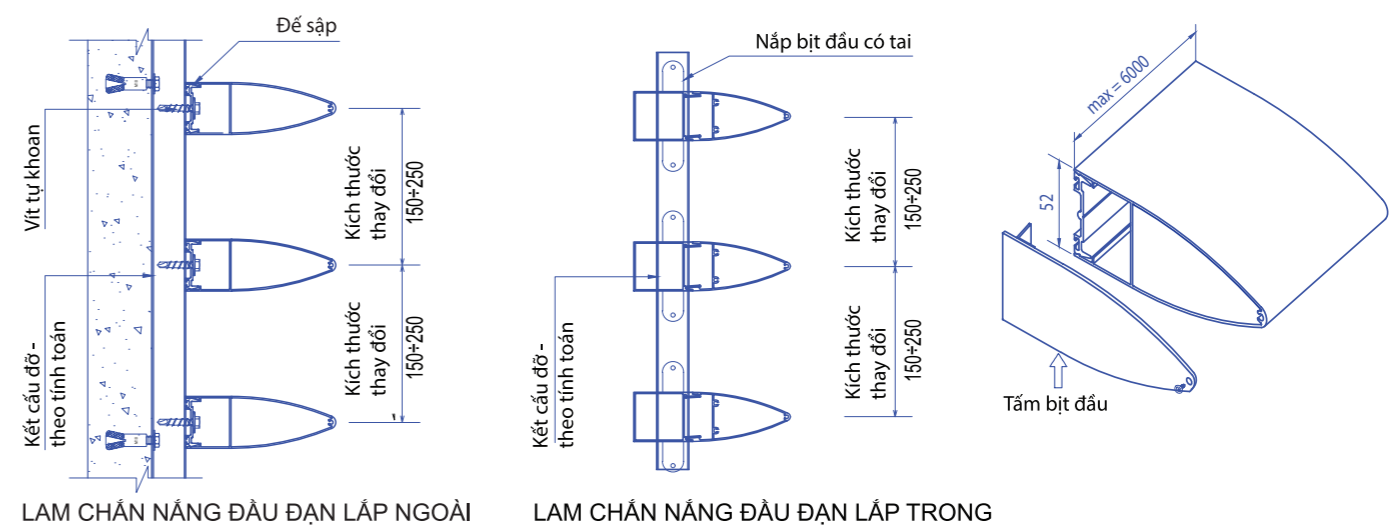 Đế sập
Vít tự khoan
Kết cấu đỡ -
theo tính toán
Kích thước
thay đổi
150÷250
Kích thước
thay đổi
150÷250
LAM CHẮN NẮNG ĐẦU ĐẠN LẮP NGOÀI
Nắp bịt đầu có tai
Kết cấu đỡ -
theo tính toán
Kích thước
thay đổi
150÷250
Kích thước
thay đổi
150÷250
LAM CHẮN NẮNG ĐẦU ĐẠN LẮP TRONG
max = 6000
52
Tấm bịt đầu